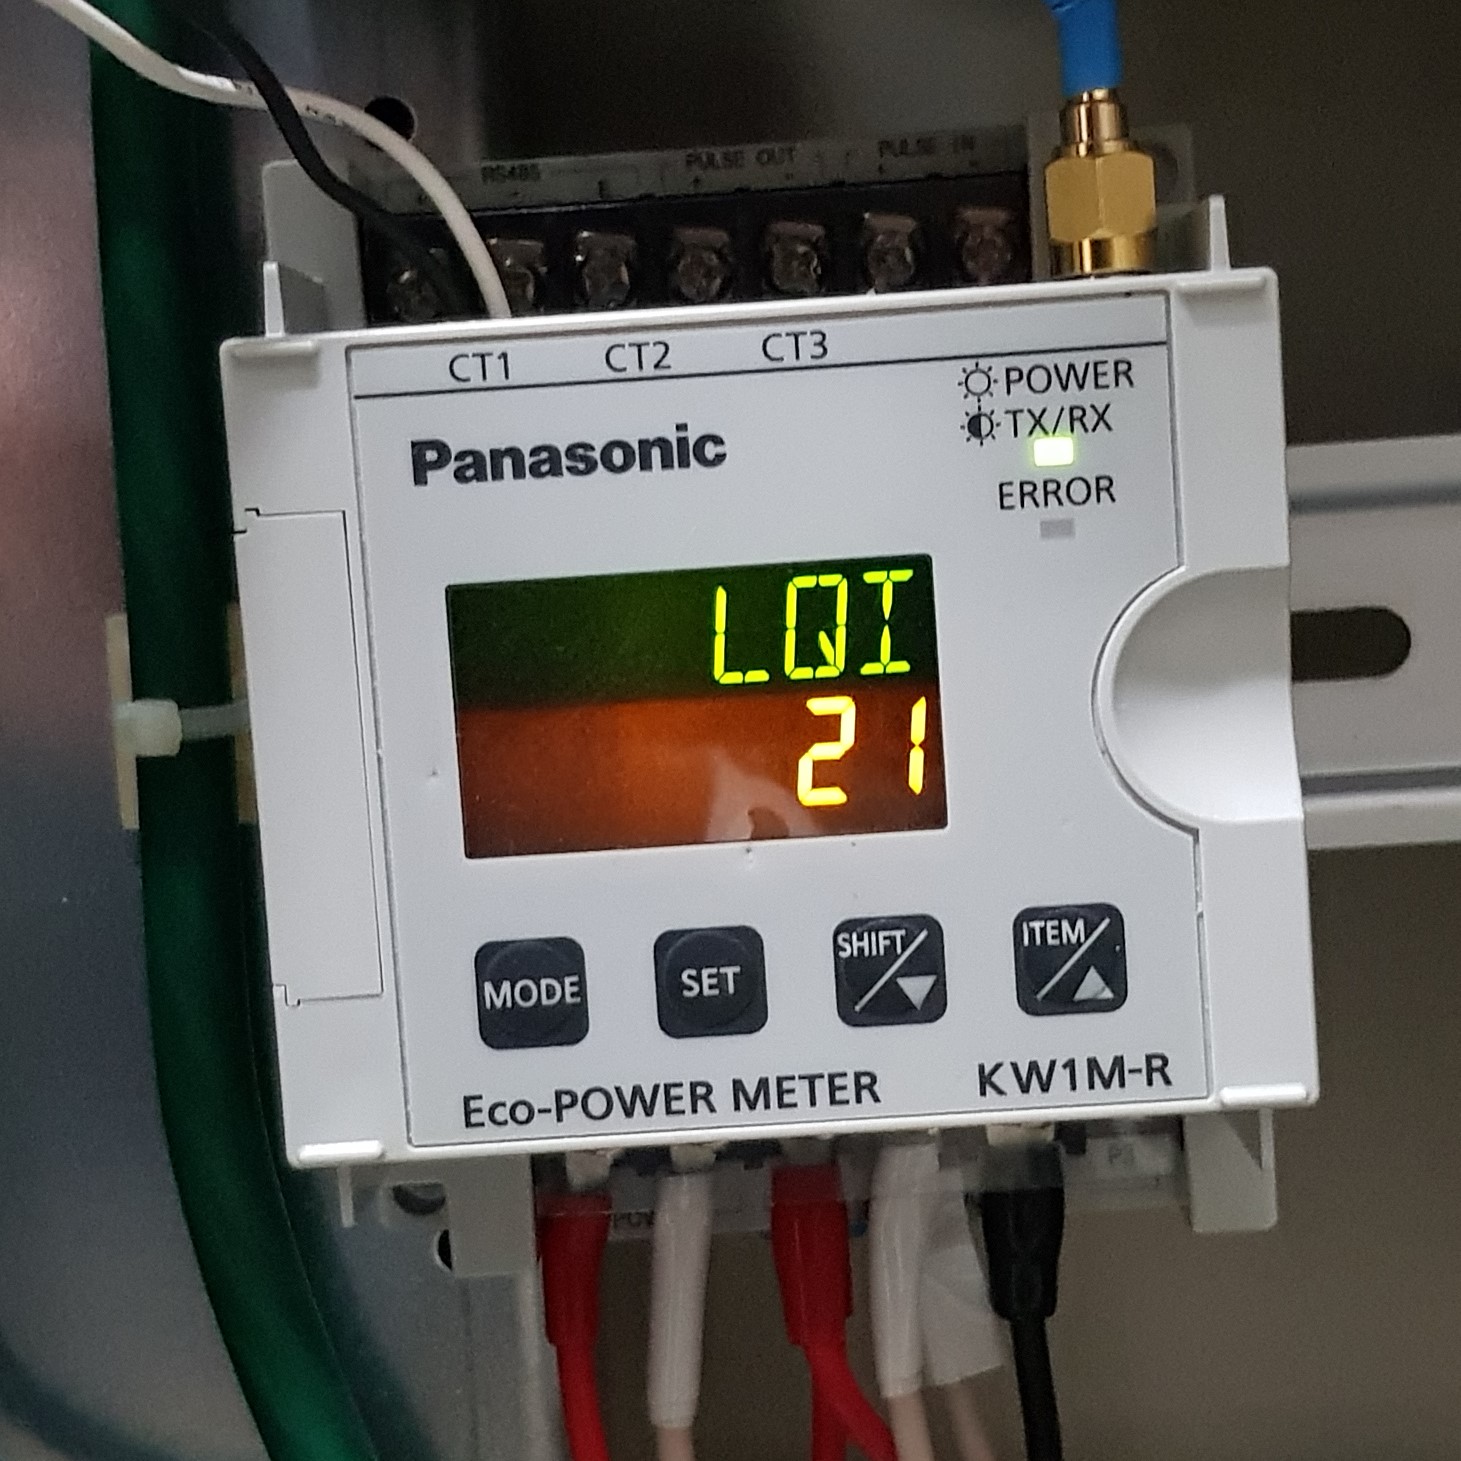 RS485
PULSE OUT
PULSE IN
E
+ -
+ -
CT1
CT2
CT3
POWER
TX/RX
Panasonic
ERROR
LQI
21
MODE
SET
SHIFT/
ITEM/
Eco-POWER METER
KW1M-R